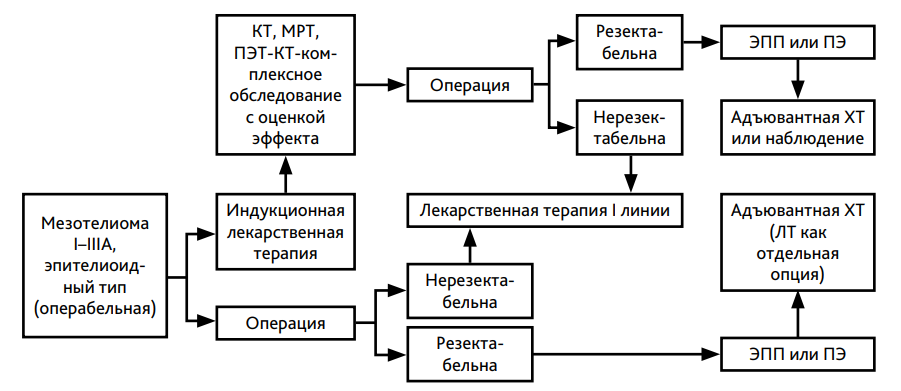 КТ, МРТ,
ПЭТ-КТ-ком-
плексное
обследование
с оценкой
эффекта
Операция
Резекта-
бельна
ЭПП или ПЭ
Нерезек-
табельна
Адъювантная ХТ
или наблюдение
Мезотелиома
I–IIIA,
эпителиоид-
ный тип
(операбельная)
Индукционная
лекарственная
терапия
Лекарственная терапия I линии
Адъювантная ХТ
(ЛТ как
отдельная
опция)
Операция
Нерезекта-
бельна
Резекта-
бельна
ЭПП или ПЭ